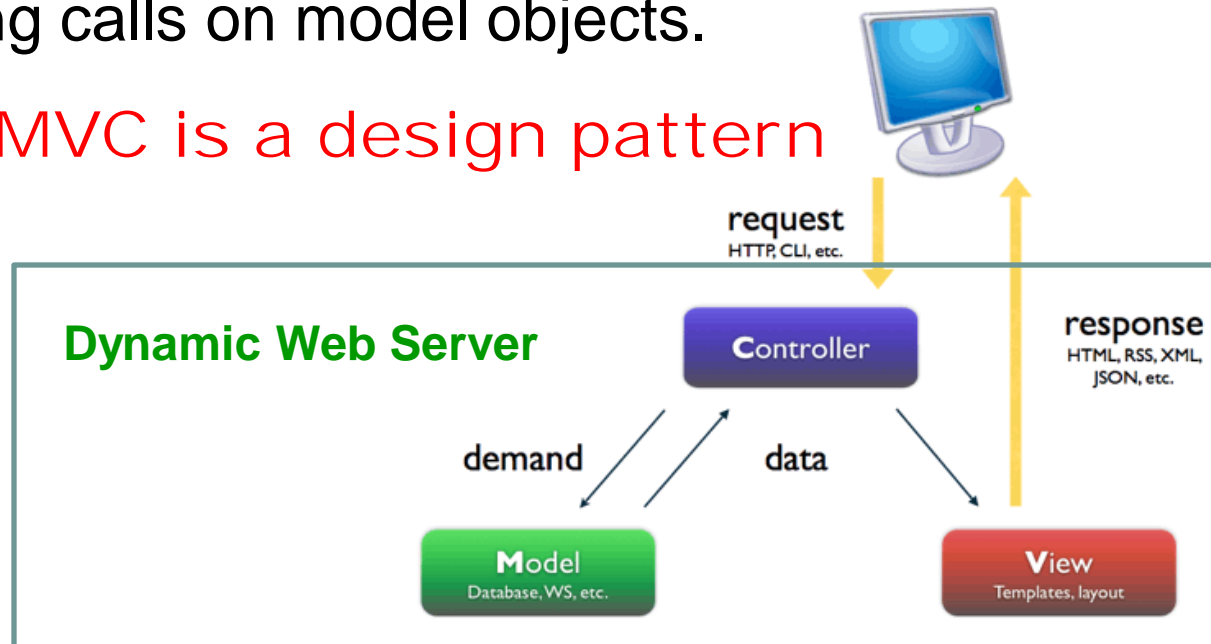 ng calls on model objects.
MVC is a design pattern
request
HTTP, CLI, etc.
Dynamic Web Server
Controller
response
HTML, RSS, XML,
JSON, etc.
demand
data
Model
Database, WS, etc.
View
Templates, layout